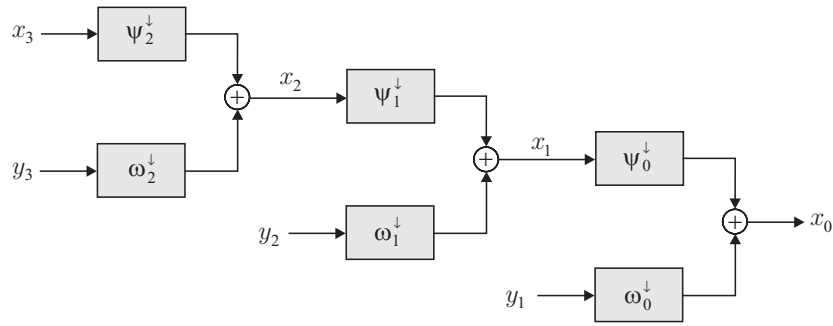 x₃ ψ₂↓
+ x₂ ψ₁↓
y₃ ω₂↓
+ x₁ ψ₀↓
y₂ ω₁↓
+ x₀
y₁ ω₀↓